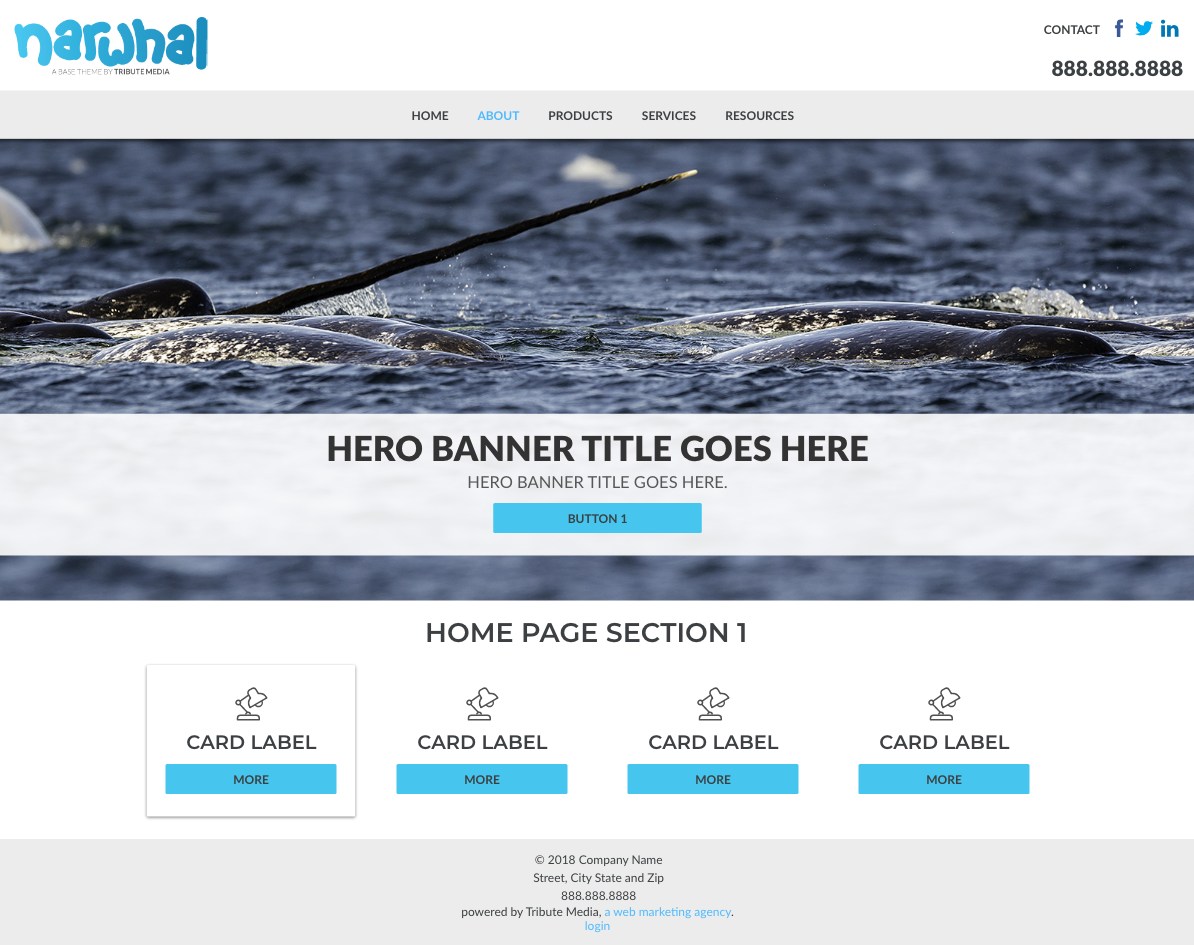 narwhal
A BASE THEME BY TRIBUTE MEDIA
CONTACT
888.888.8888
HOME ABOUT PRODUCTS SERVICES RESOURCES
HERO BANNER TITLE GOES HERE
HERO BANNER TITLE GOES HERE.
BUTTON 1
HOME PAGE SECTION 1
CARD LABEL CARD LABEL CARD LABEL CARD LABEL
MORE MORE MORE MORE
© 2018 Company Name
Street, City State and Zip
888.888.8888
powered by Tribute Media, a web marketing agency.
login